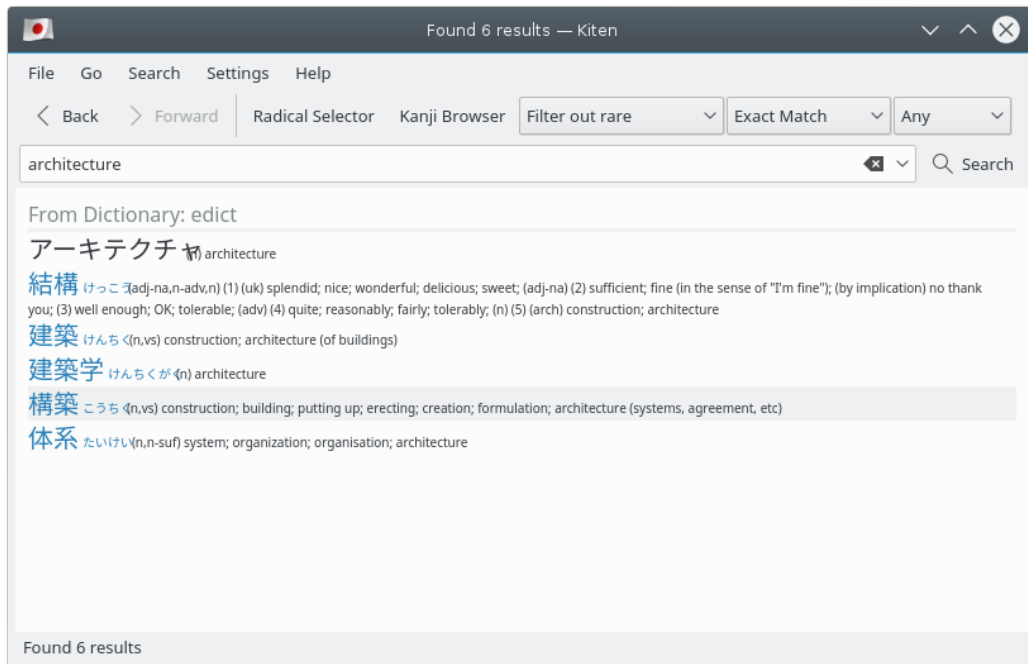 Found 6 results — Kiten
File Go Search Settings Help
Back Forward Radical Selector Kanji Browser Filter out rare Exact Match Any
architecture Search
From Dictionary: edict
アーキテクチャ (n) architecture
結構 けっこう (adj-na,n-adv,n) (1) (uk) splendid; nice; wonderful; delicious; sweet; (adj-na) (2) sufficient; fine (in the sense of "I'm fine"); (by implication) no thank
you; (3) well enough; OK; tolerable; (adv) (4) quite; reasonably; fairly; tolerably; (n) (5) (arch) construction; architecture
建築 けんちく (n,vs) construction; architecture (of buildings)
建築学 けんちくがく (n) architecture
構築 こうちく (n,vs) construction; building; putting up; erecting; creation; formulation; architecture (systems, agreement, etc)
体系 たいけい (n,n-suf) system; organization; organisation; architecture
Found 6 results